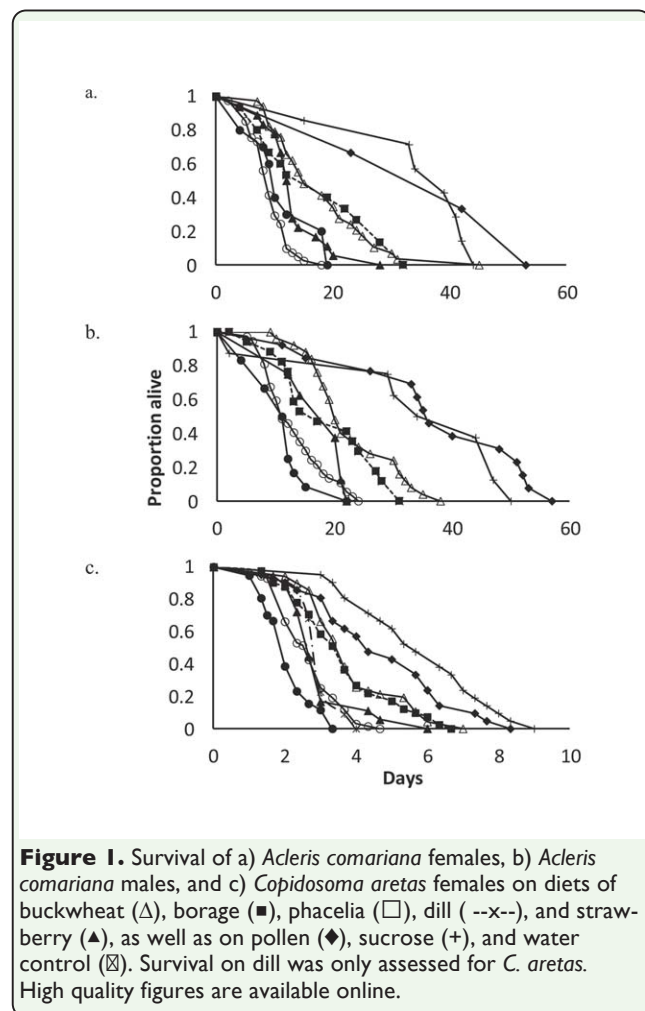 a.
1
0.8
0.6
0.4
0.2
0
0 20 40 60
b.
1
0.8
0.6
0.4
0.2
0
0 20 40 60
Proportion alive
c.
1
0.8
0.6
0.4
0.2
0
0 2 4 6 8 10
Days
Figure 1. Survival of a) Acleris comariana females, b) Acleris
comariana males, and c) Copidosoma aretas females on diets of
buckwheat (Δ), borage (■), phacelia (□), dill ( --x--), and straw-
berry (▲), as well as on pollen (♦), sucrose (+), and water
control (⊠). Survival on dill was only assessed for C. aretas.
High quality figures are available online.